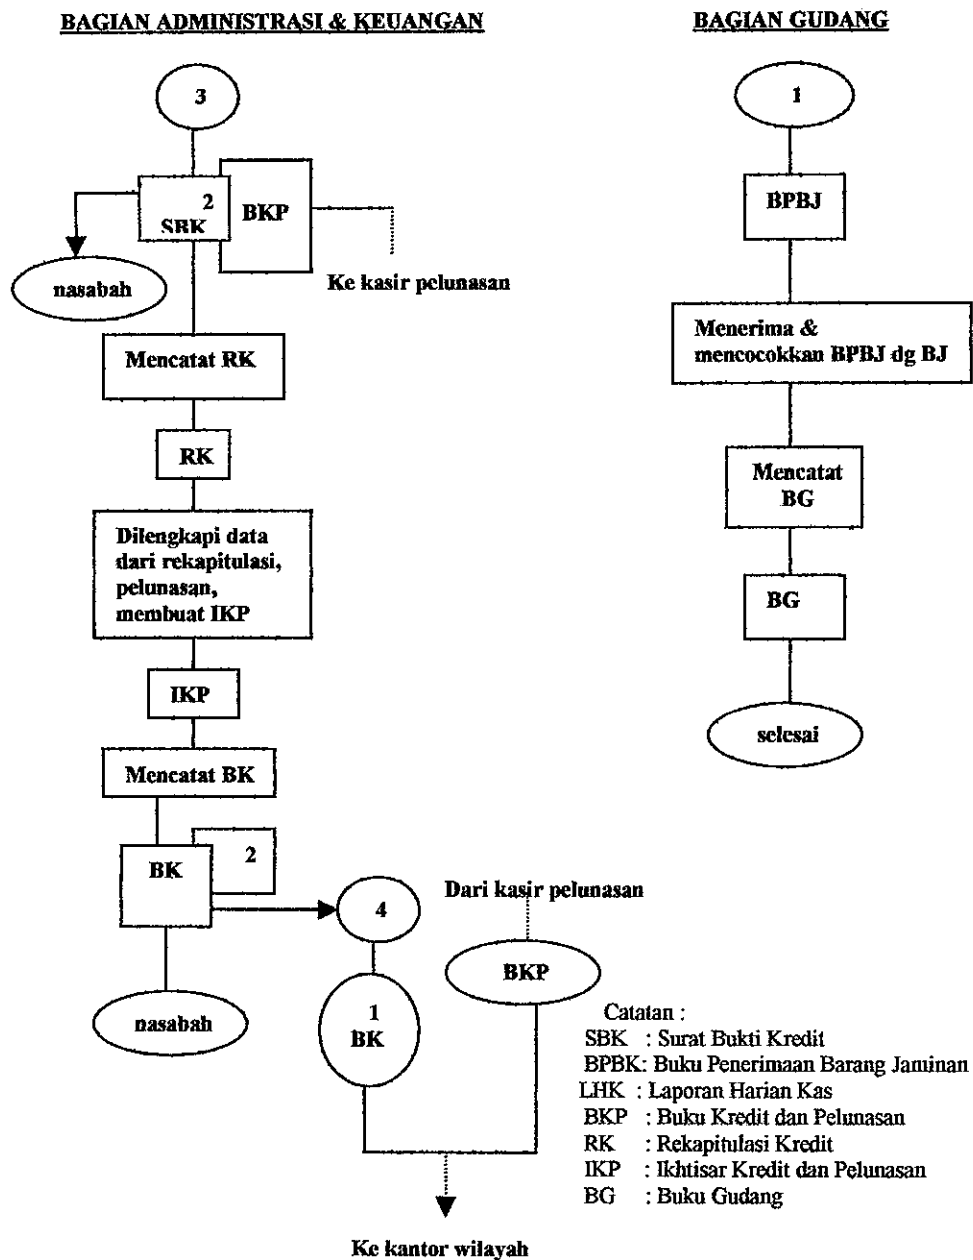 BAGIAN ADMINISTRASI & KEUANGAN
3
2
SBK
BKP
nasabah
Ke kasir pelunasan
Mencatat RK
RK
Dilengkapi data
dari rekapitulasi,
pelunasan,
membuat IKP
IKP
Mencatat BK
BK
2
4
nasabah
1
BK
Dari kasir pelunasan
BKP
Ke kantor wilayah
BAGIAN GUDANG
1
BPBJ
Menerima &
mencocokkan BPBJ dg BJ
Mencatat
BG
BG
selesai
Catatan :
SBK : Surat Bukti Kredit
BPBK: Buku Penerimaan Barang Jaminan
LHK : Laporan Harian Kas
BKP : Buku Kredit dan Pelunasan
RK : Rekapitulasi Kredit
IKP : Ikhtisar Kredit dan Pelunasan
BG : Buku Gudang